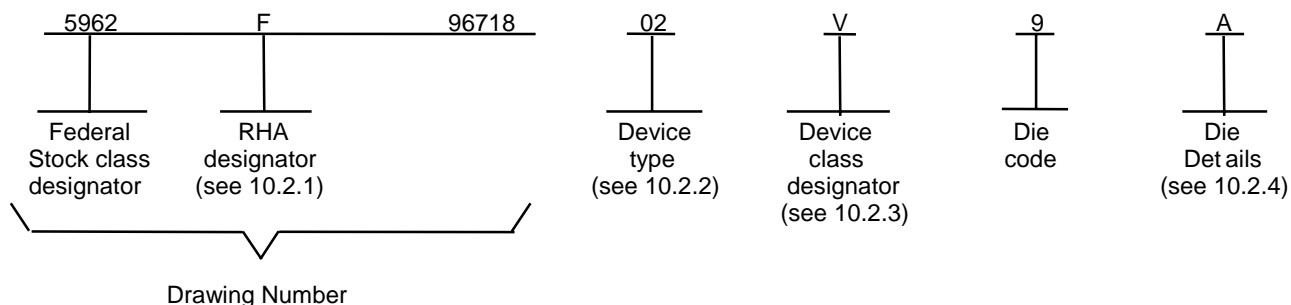 5962 F 96718 02 V 9 A
Federal Stock class designator
RHA designator (see 10.2.1)
Device type (see 10.2.2)
Device class designator (see 10.2.3)
Die code
Die Det ails (see 10.2.4)
Drawing Number